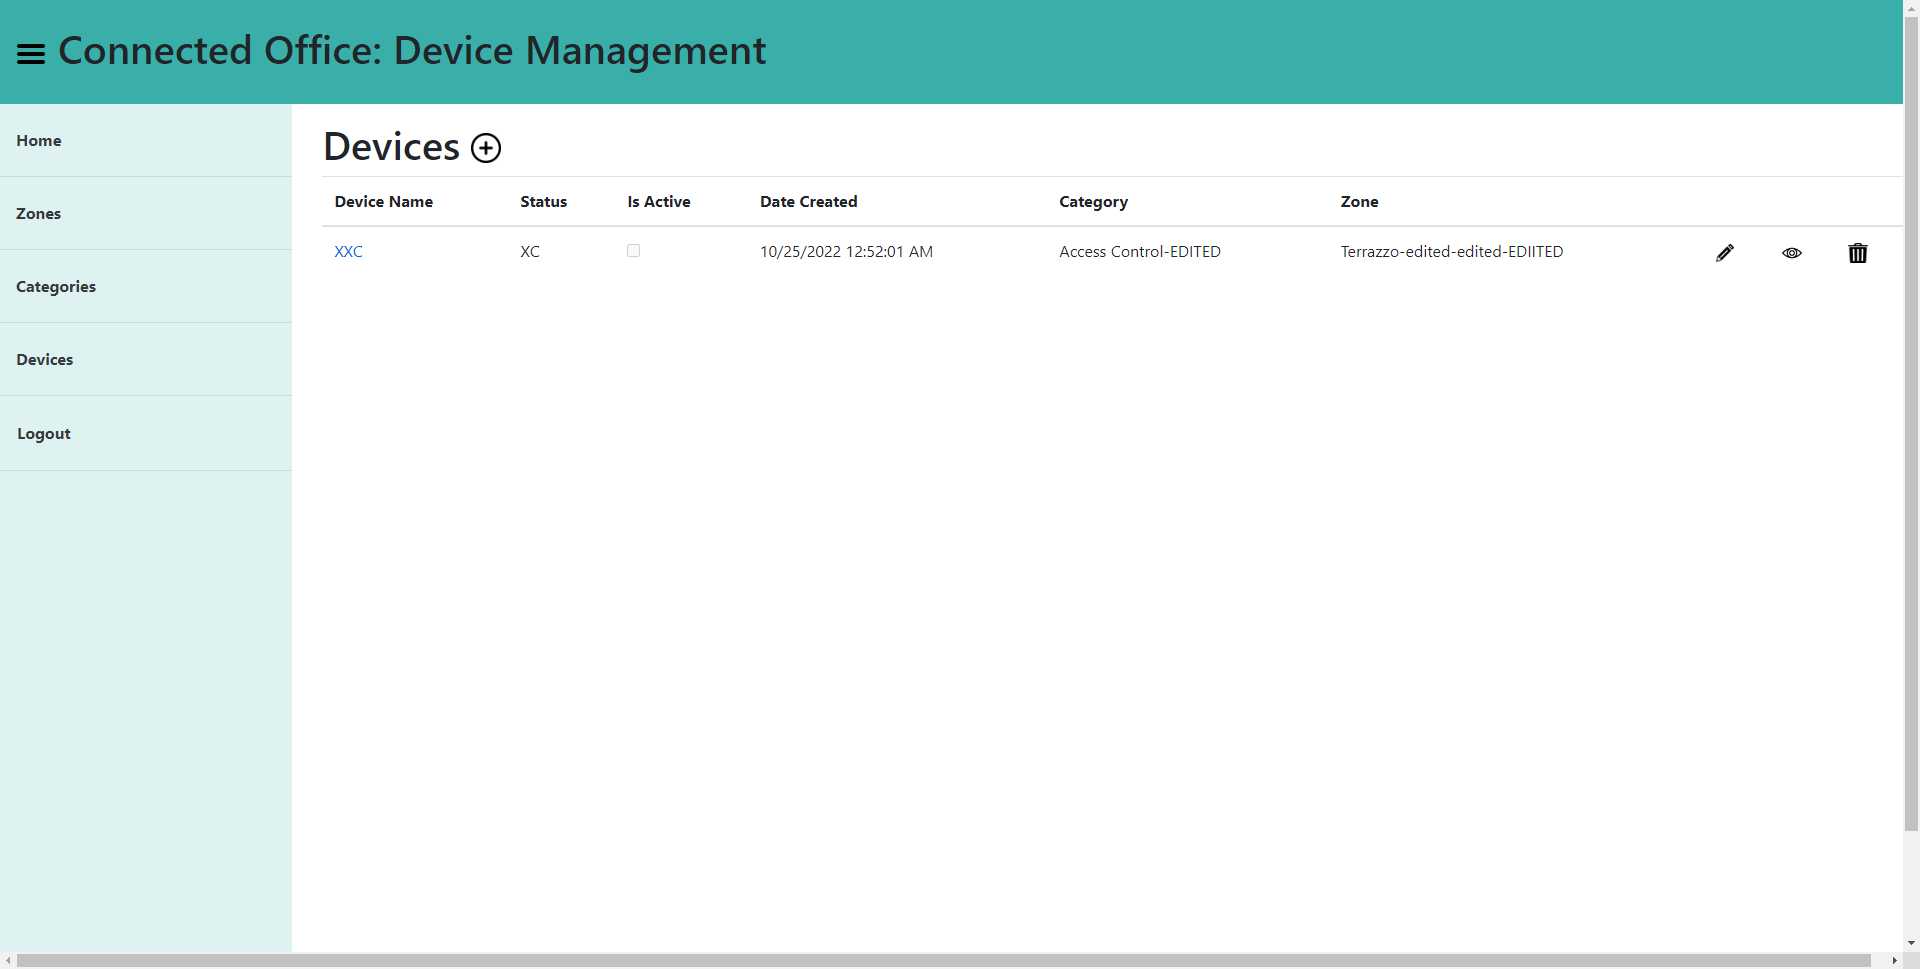 Connected Office: Device Management
Home
Zones
Categories
Devices
Logout
Devices
Device Name Status Is Active Date Created Category Zone
XXC XC 10/25/2022 12:52:01 AM Access Control-EDITED Terrazzo-edited-edited-EDIITED